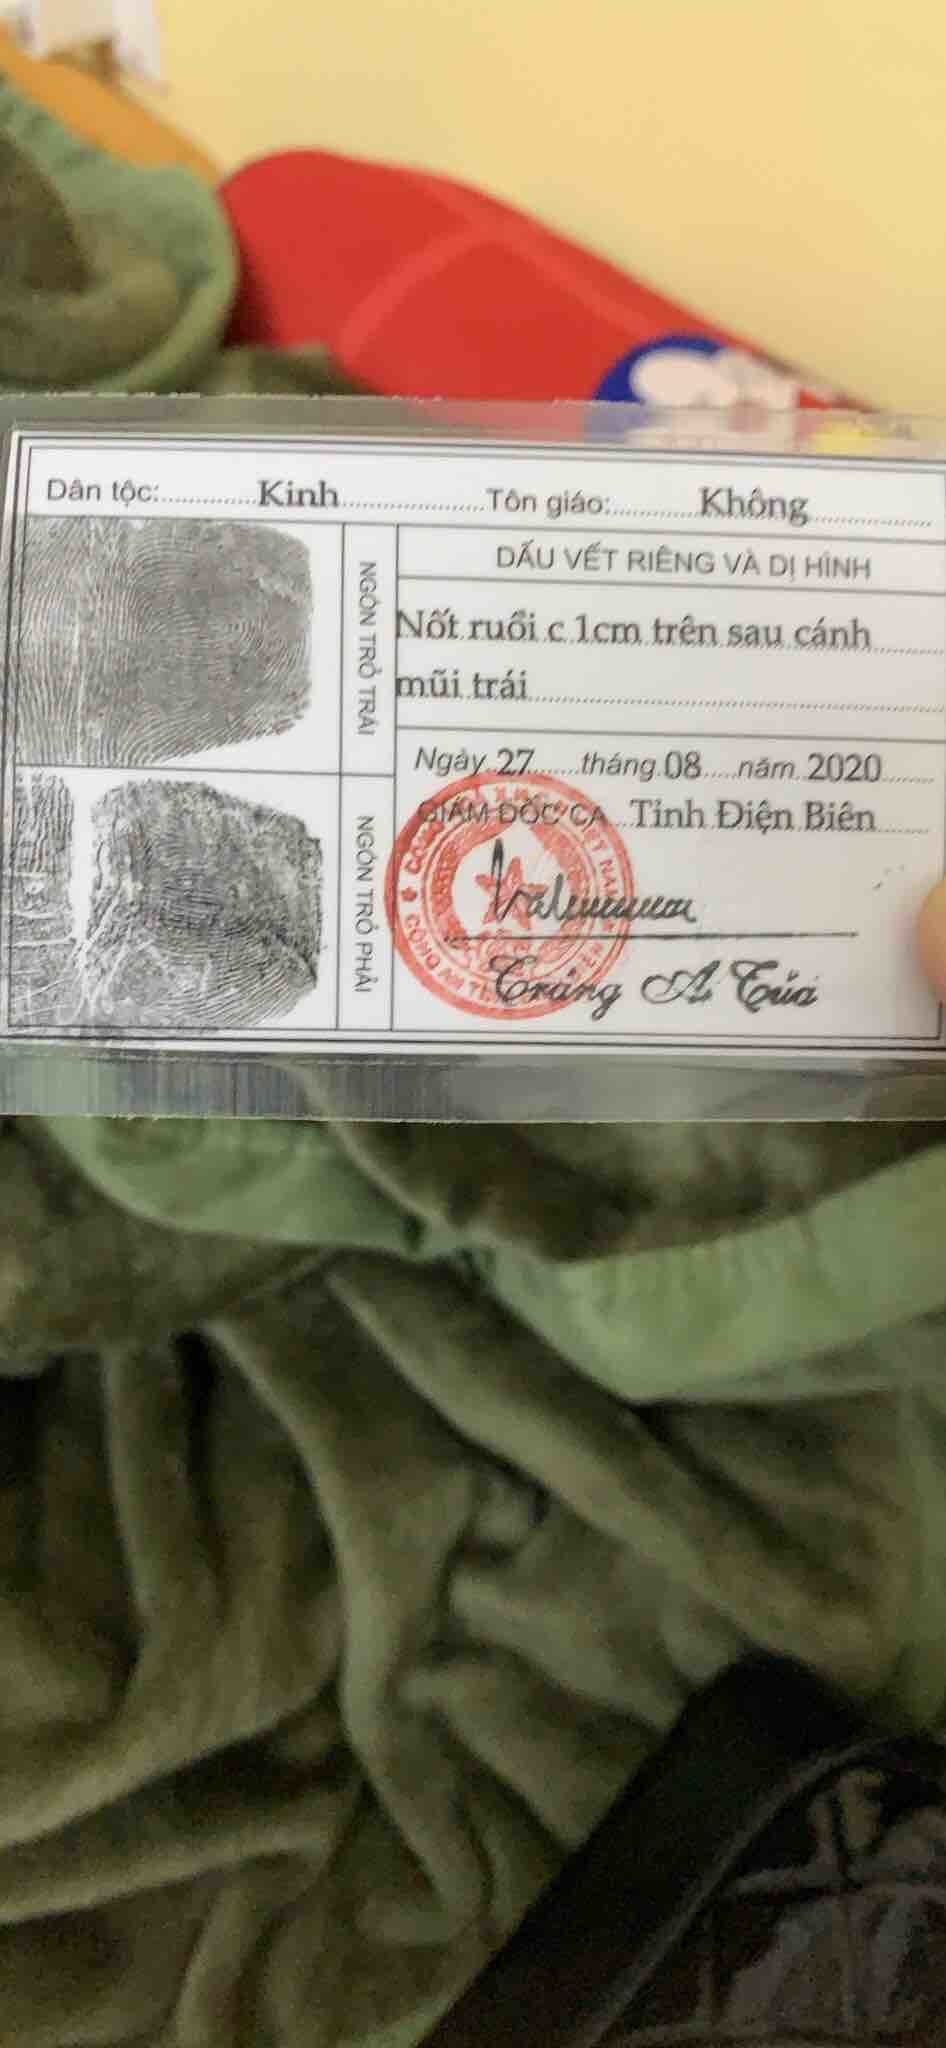 Dân tộc: Kinh Tôn giáo: Không
NGÓN TRỎ TRÁI
DẤU VẾT RIÊNG VÀ DỊ HÌNH
Nốt ruồi c 1cm trên sau cánh
mũi trái
Ngày 27 tháng 08 năm 2020
GIÁM ĐỐC CA Tỉnh Điện Biên
NGÓN TRỎ PHẢI
Tráng A Tủa